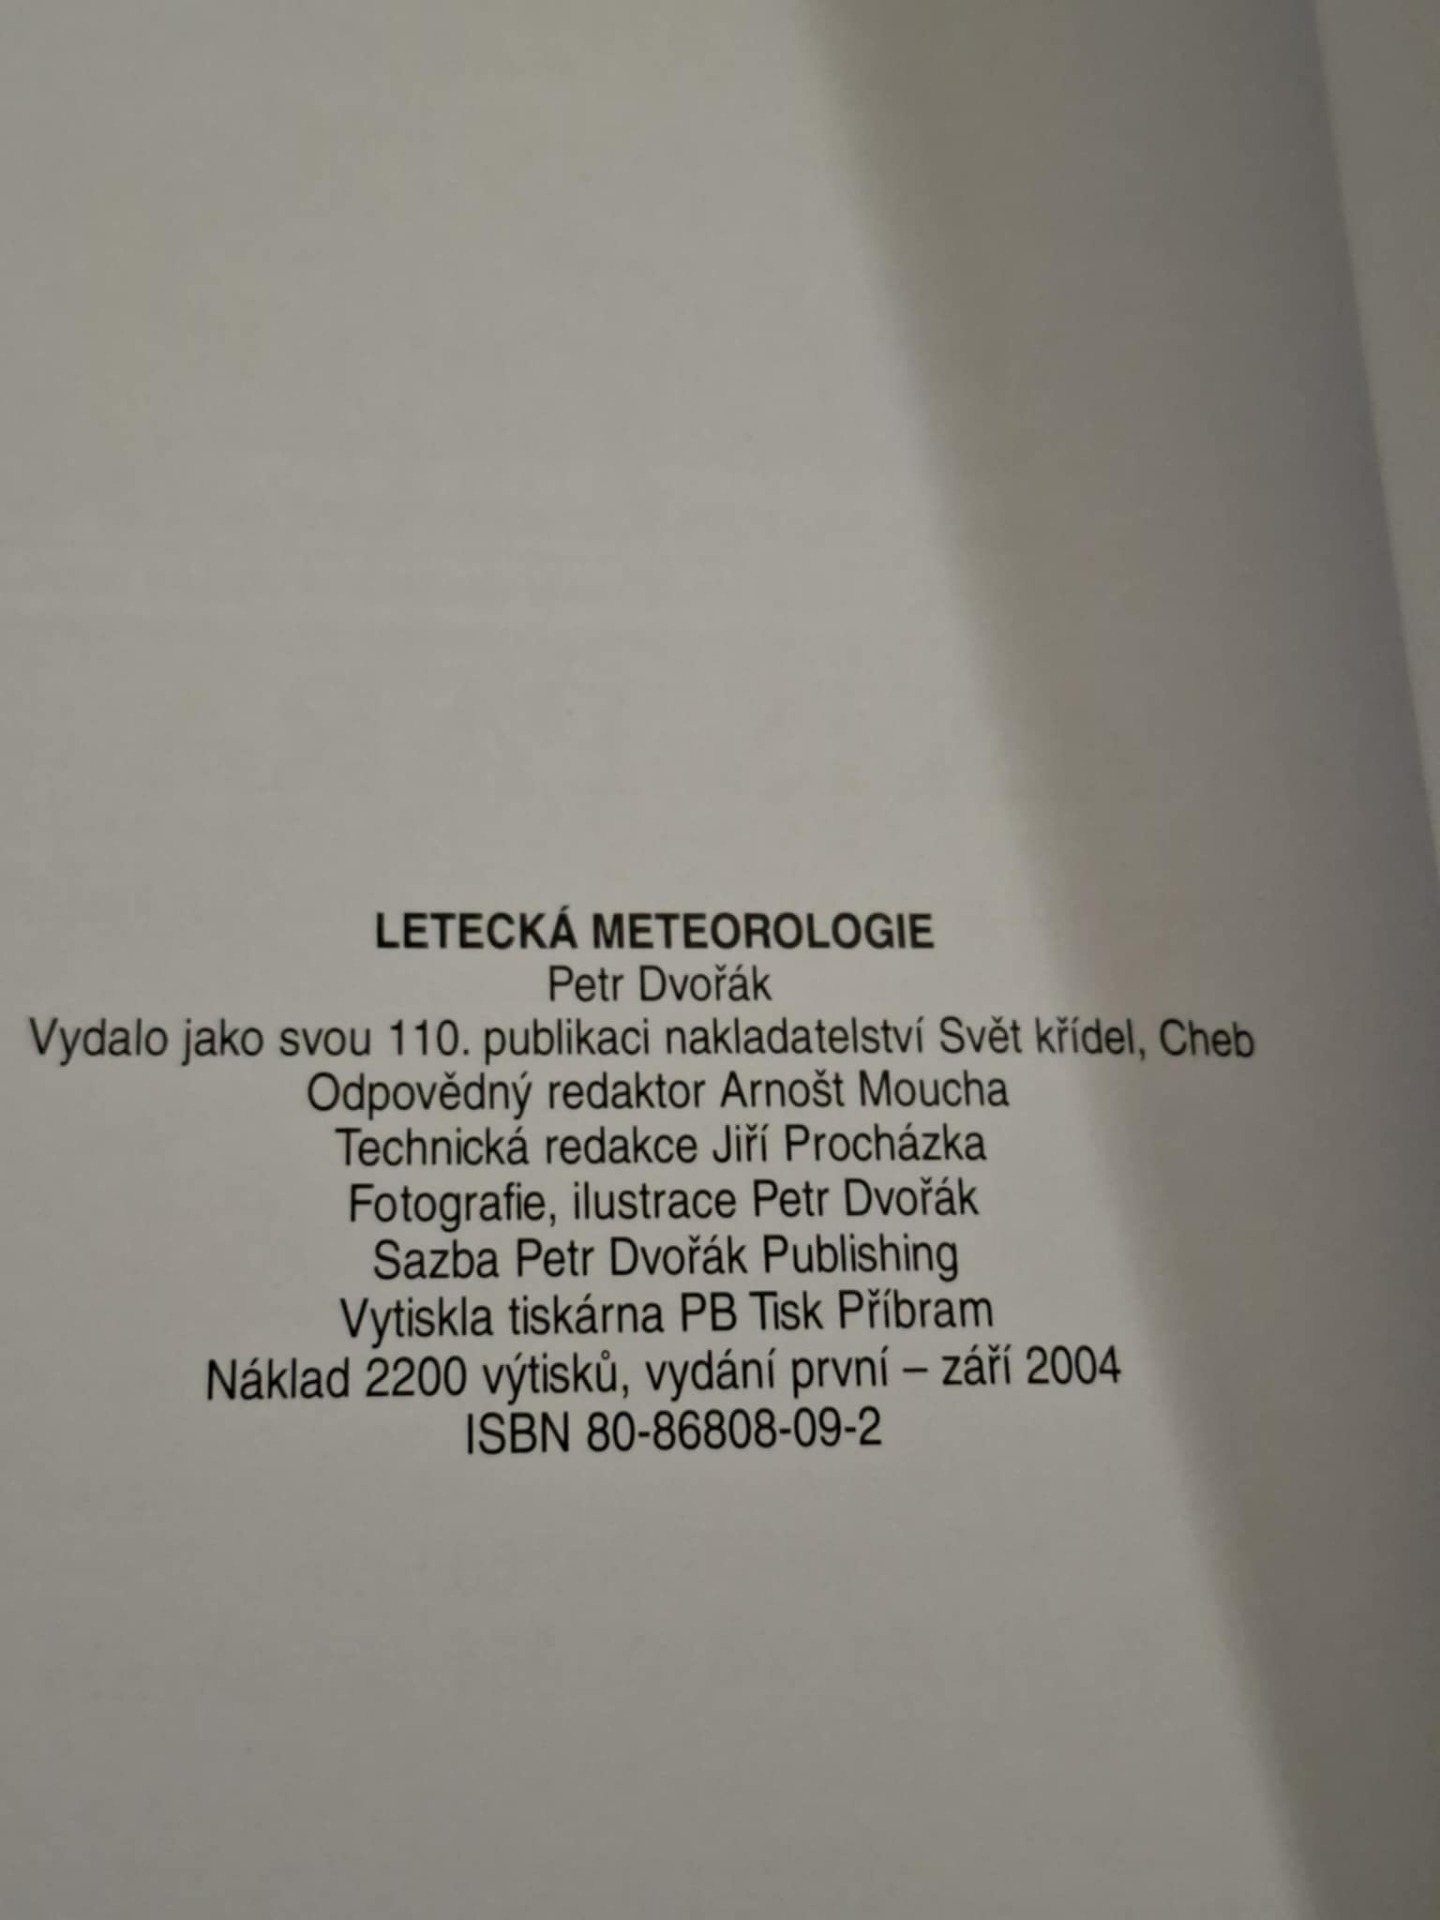 LETECKÁ METEOROLOGIE
Petr Dvořák
Vydalo jako svou 110. publikaci nakladatelství Svět křídel, Cheb
Odpovědný redaktor Arnošt Moucha
Technická redakce Jiří Procházka
Fotografie, ilustrace Petr Dvořák
Sazba Petr Dvořák Publishing
Vytiskla tiskárna PB Tisk Příbram
Náklad 2200 výtisků, vydání první – září 2004
ISBN 80-86808-09-2